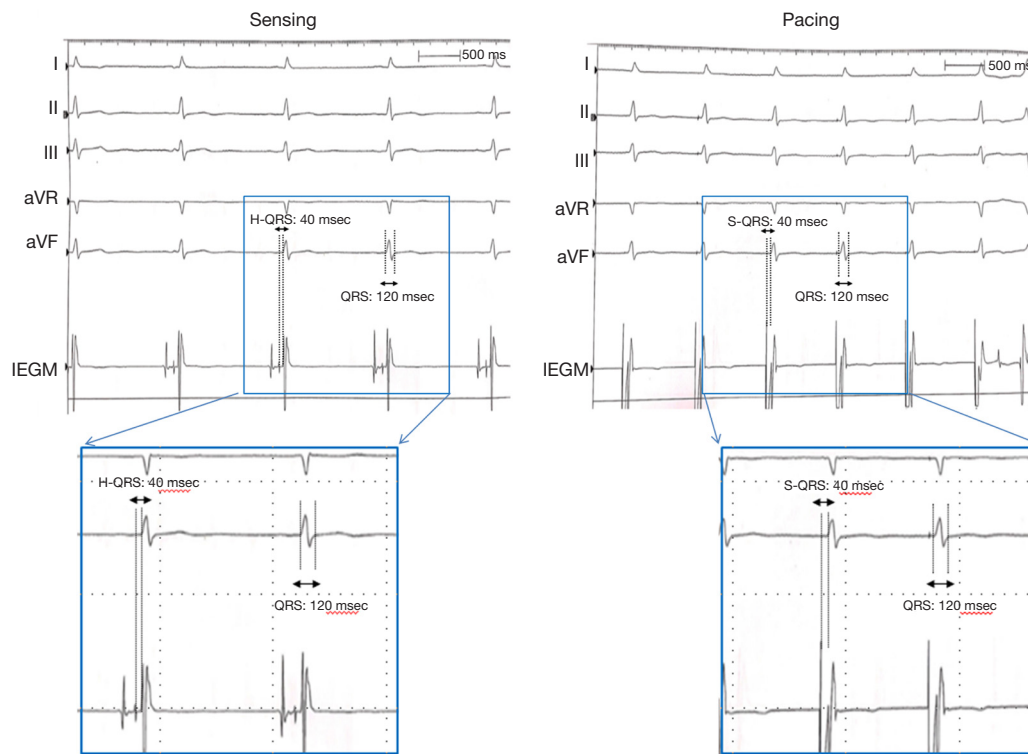 Sensing
500 ms
I
II
III
aVR
H-QRS: 40 msec
aVF
QRS: 120 msec
IEGM
H-QRS: 40 msec
QRS: 120 msec
Pacing
500 ms
I
II
III
aVR
S-QRS: 40 msec
aVF
QRS: 120 msec
IEGM
S-QRS: 40 msec
QRS: 120 msec